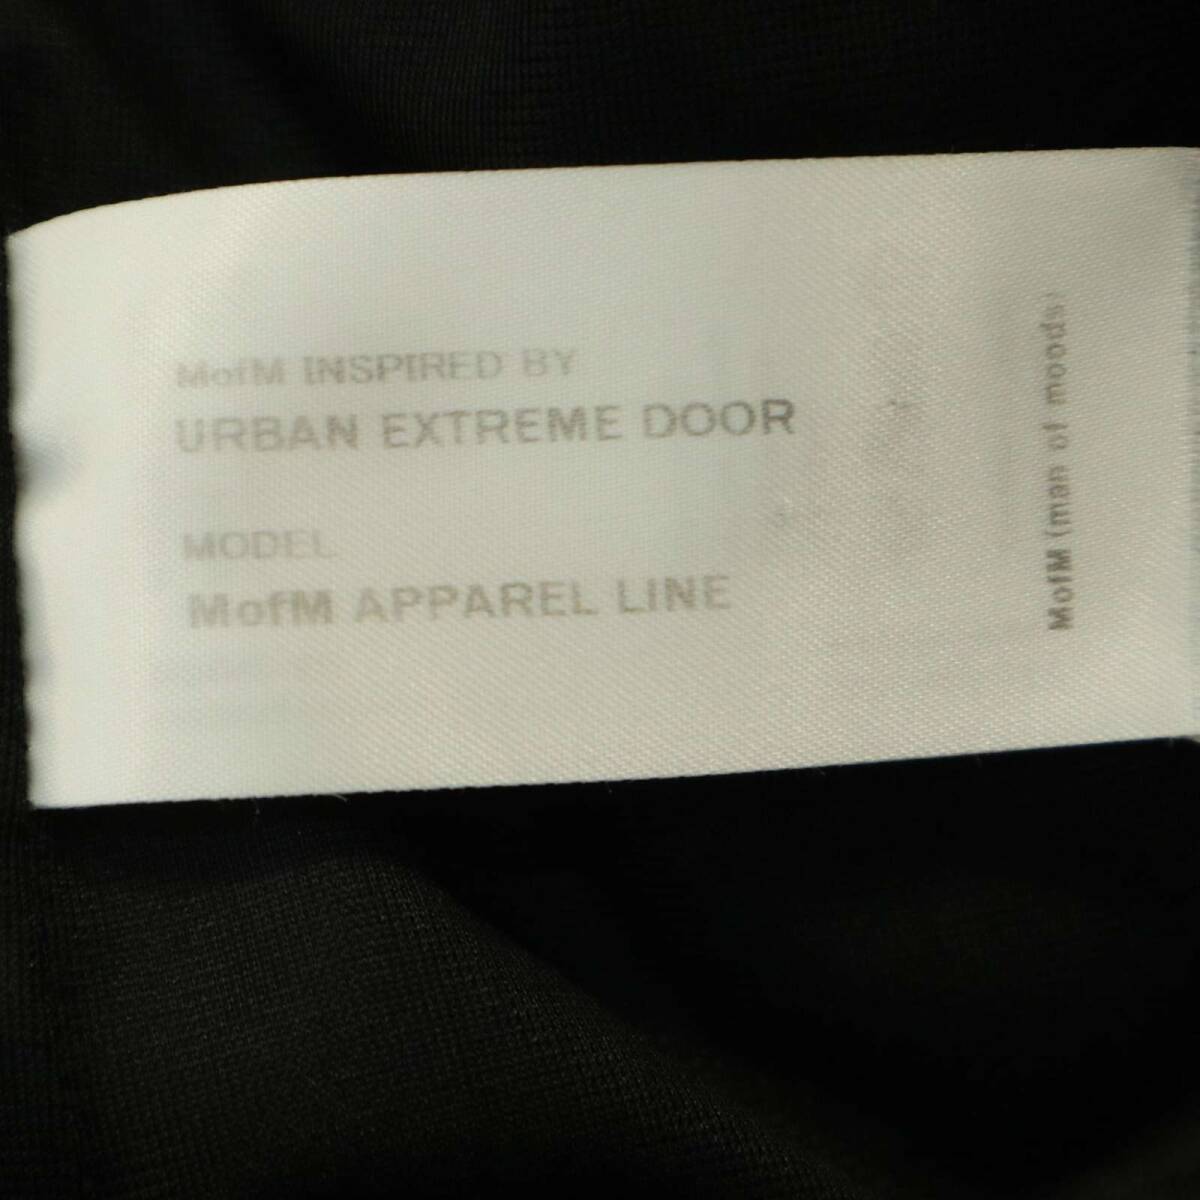 MofM INSPIRED BY
URBAN EXTREME DOOR
MODEL
MofM APPAREL LINE
MofM (man of moods)